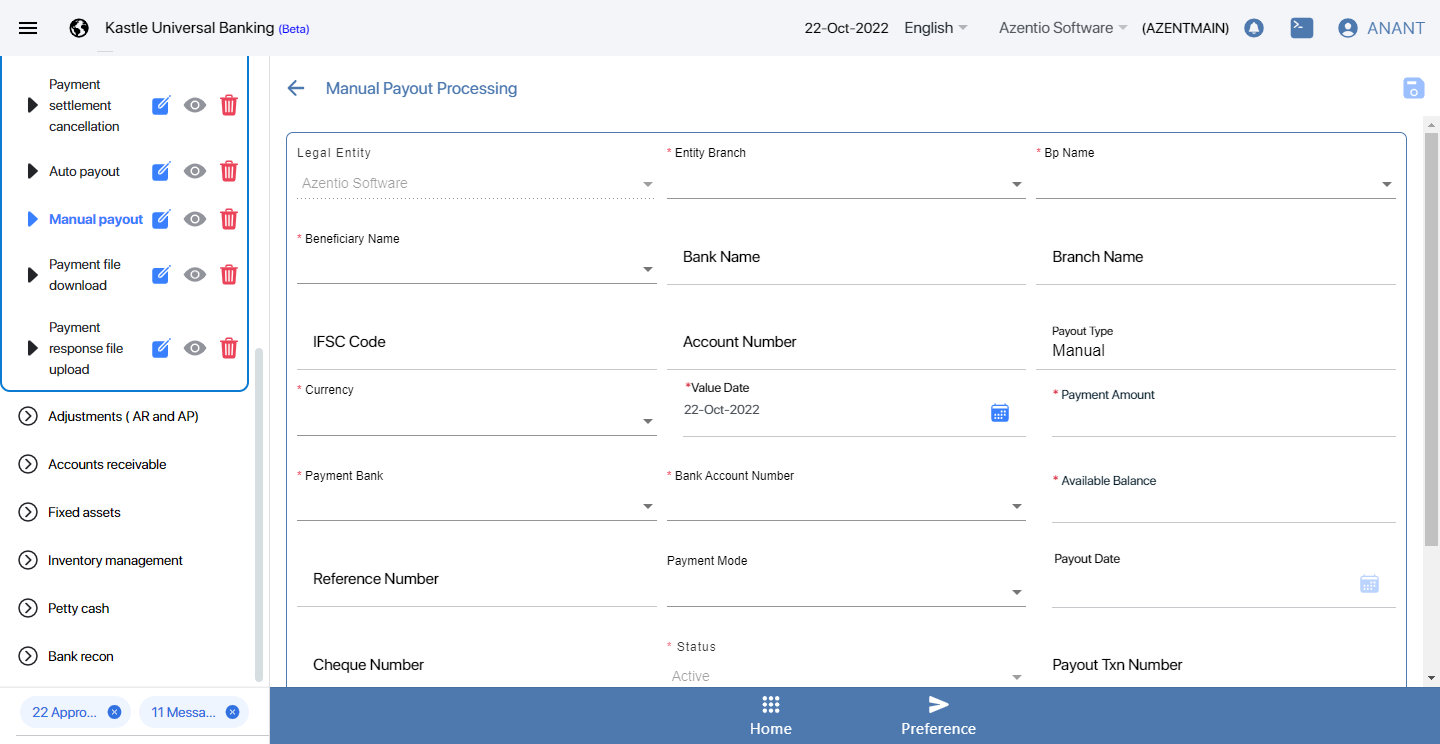 Kastle Universal Banking (Beta)
22-Oct-2022 English Azentio Software (AZENTMAIN) ANANT
Payment
settlement
cancellation
Auto payout
Manual payout
Payment file
download
Payment
response file
upload
Adjustments ( AR and AP)
Accounts receivable
Fixed assets
Inventory management
Petty cash
Bank recon
22 Appro...
11 Messa...
Manual Payout Processing
Legal Entity
Azentio Software
* Entity Branch
* Bp Name
* Beneficiary Name
Bank Name
Branch Name
IFSC Code
Account Number
Payout Type
Manual
* Currency
*Value Date
22-Oct-2022
* Payment Amount
* Payment Bank
* Bank Account Number
* Available Balance
Reference Number
Payment Mode
Payout Date
Cheque Number
* Status
Active
Payout Txn Number
Home
Preference